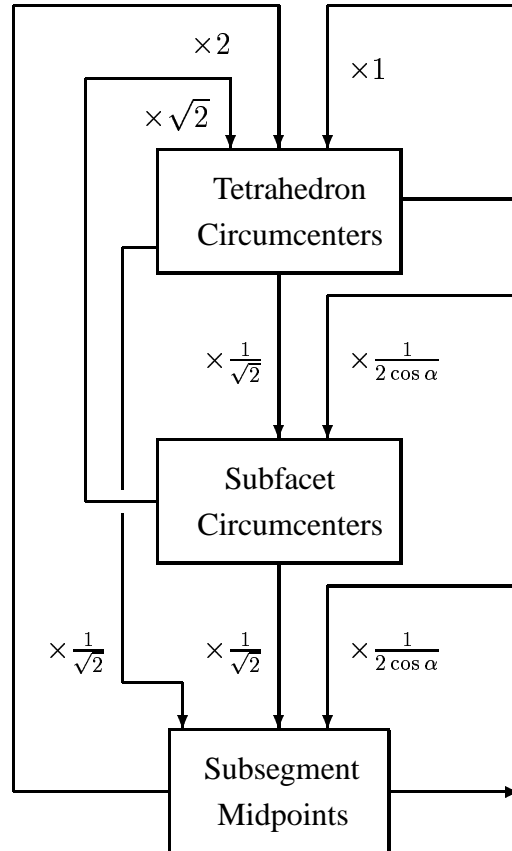 ×2
×1
×√2
Tetrahedron
Circumcenters
×1/√2
×1/(2 cos α)
Subfacet
Circumcenters
×1/√2
×1/√2
×1/(2 cos α)
Subsegment
Midpoints